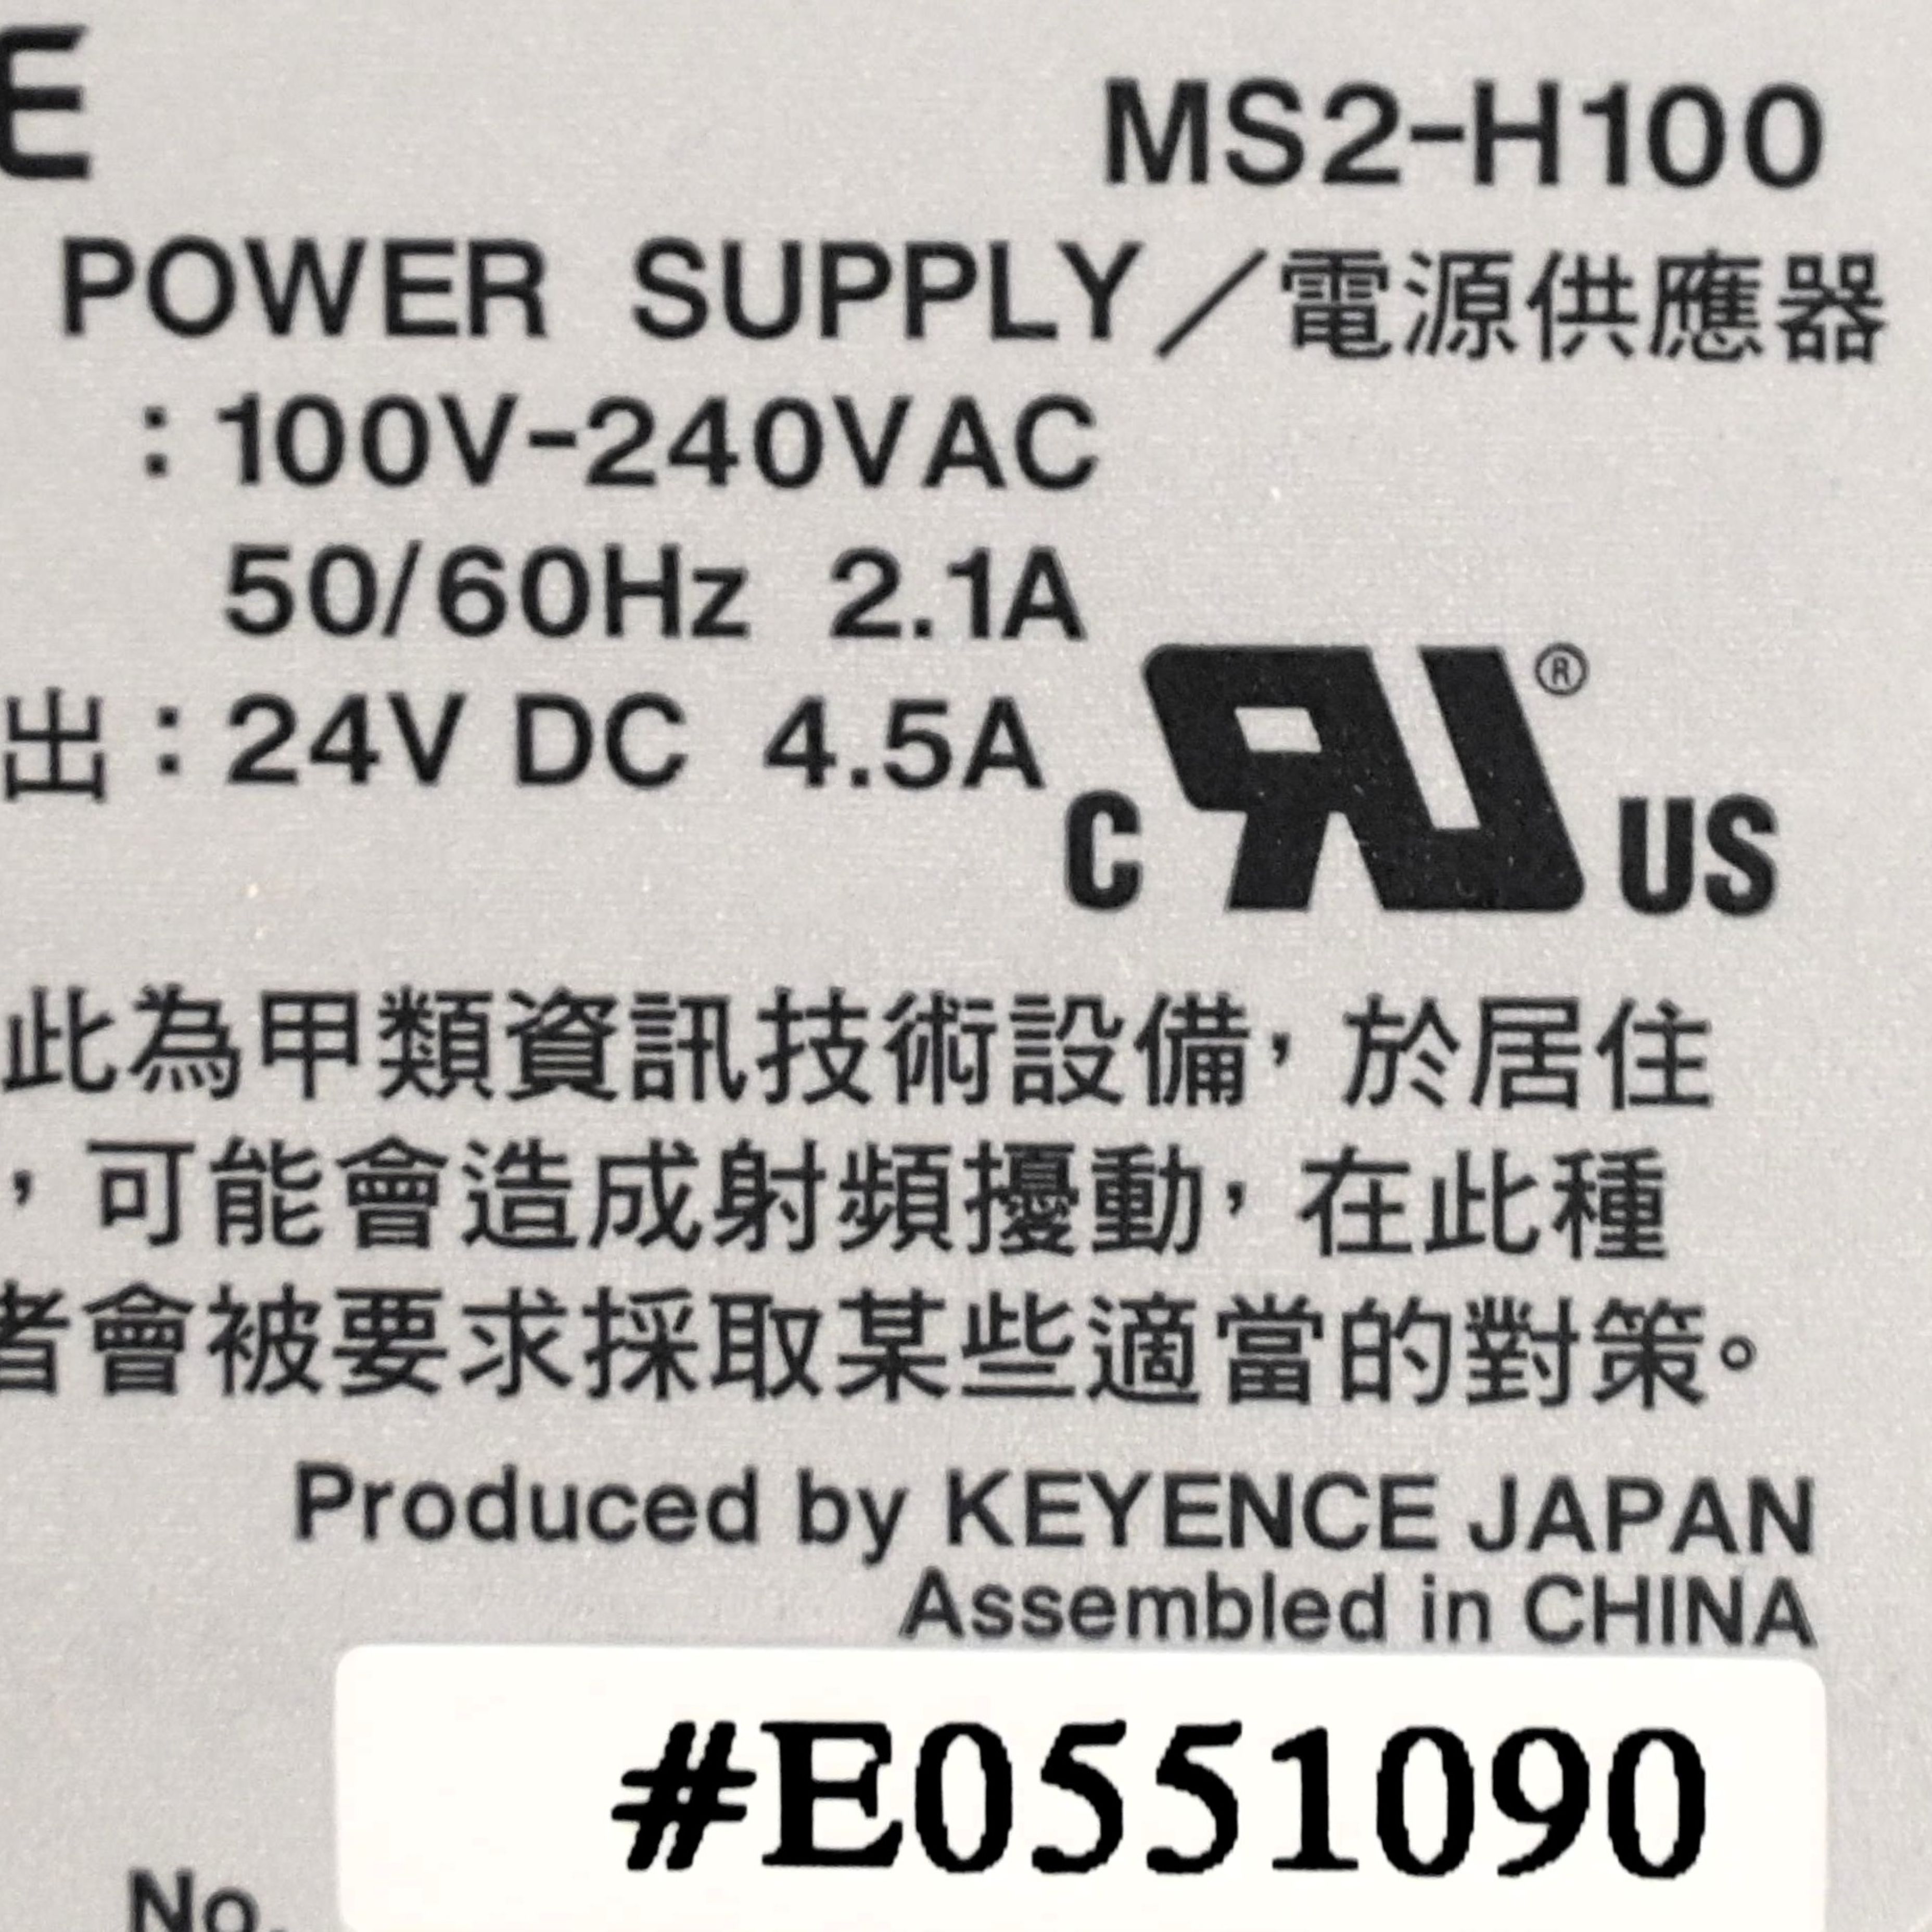 E
MS2-H100
POWER SUPPLY／電源供應器
：100V-240VAC
50/60Hz 2.1A
出：24V DC 4.5A
C RU® US
此為甲類資訊技術設備，於居住
，可能會造成射頻擾動，在此種
者會被要求採取某些適當的對策。
Produced by KEYENCE JAPAN
Assembled in CHINA
#E0551090
No.